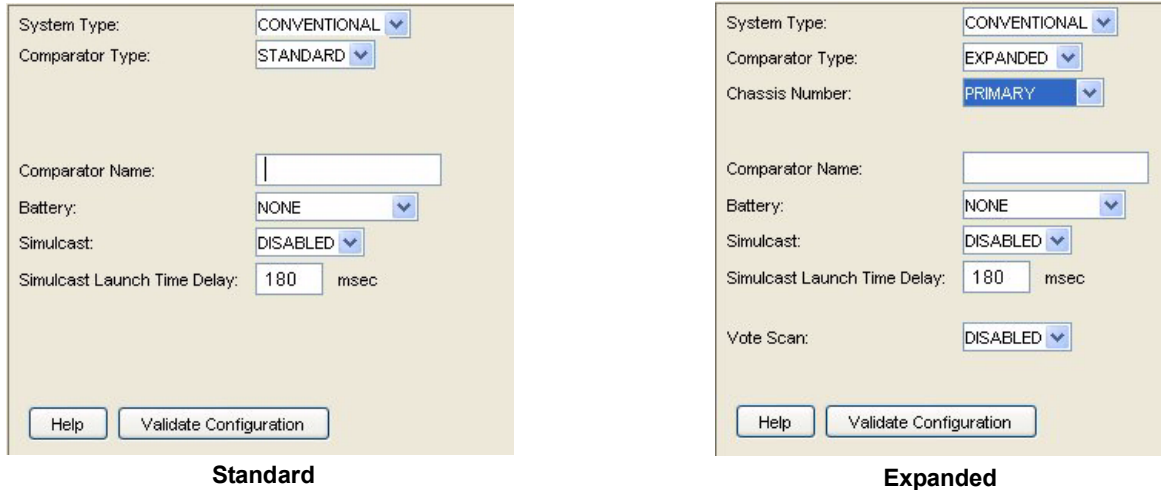 System Type: CONVENTIONAL
Comparator Type: STANDARD
Comparator Name:
Battery: NONE
Simulcast: DISABLED
Simulcast Launch Time Delay: 180 msec
Help Validate Configuration
Standard
System Type: CONVENTIONAL
Comparator Type: EXPANDED
Chassis Number: PRIMARY
Comparator Name:
Battery: NONE
Simulcast: DISABLED
Simulcast Launch Time Delay: 180 msec
Vote Scan: DISABLED
Help Validate Configuration
Expanded